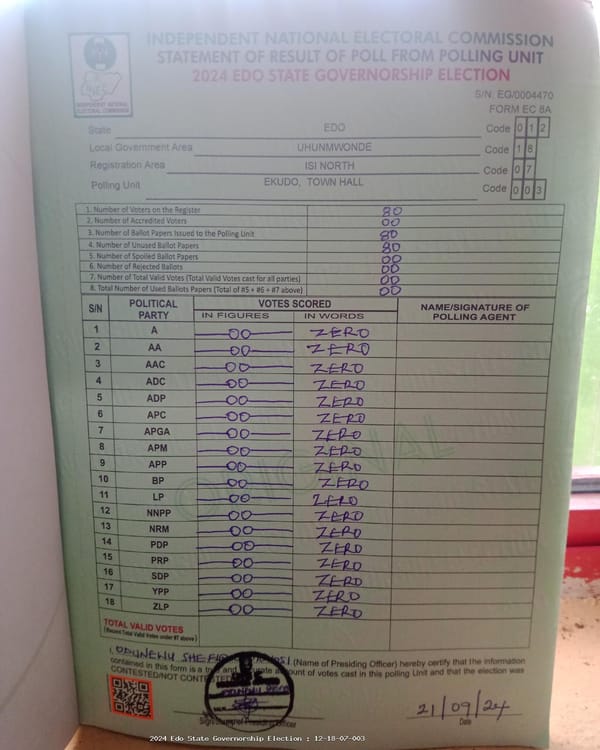 INDEPENDENT NATIONAL ELECTORAL COMMISSION
STATEMENT OF RESULT OF POLL FROM POLLING UNIT
2024 EDO STATE GOVERNORSHIP ELECTION
INEC
INDEPENDENT NATIONAL ELECTORAL COMMISSION
S/N. EG/0004470
FORM EC 8A
State EDO Code 0 1 2
Local Government Area UHUNMWONDE Code 1 8
Registration Area ISI NORTH Code 0 7
Polling Unit EKUDO, TOWN HALL Code 0 0 3
1. Number of Voters on the Register 80
2. Number of Accredited Voters 00
3. Number of Ballot Papers Issued to the Polling Unit 80
4. Number of Unused Ballot Papers 80
5. Number of Spoiled Ballot Papers 00
6. Number of Rejected Ballots 00
7. Number of Total Valid Votes (Total Valid Votes cast for all parties) 00
8. Total Number of Used Ballots Papers (Total of #5 + #6 + #7 above) 00
S/N POLITICAL PARTY VOTES SCORED NAME/SIGNATURE OF POLLING AGENT
IN FIGURES IN WORDS
1 A 00 ZERO
2 AA 00 ZERO
3 AAC 00 ZERO
4 ADC 00 ZERO
5 ADP 00 ZERO
6 APC 00 ZERO
7 APGA 00 ZERO
8 APM 00 ZERO
9 APP 00 ZERO
10 BP 00 ZERO
11 LP 00 ZERO
12 NNPP 00 ZERO
13 NRM 00 ZERO
14 PDP 00 ZERO
15 PRP 00 ZERO
16 SDP 00 ZERO
17 YPP 00 ZERO
18 ZLP 00 ZERO
ORIGINAL
TOTAL VALID VOTES
(Record Total Valid Votes under #7 above)
I, (Name of Presiding Officer) hereby certify that the information
contained in this form is a true and accurate account of votes cast in this polling Unit and that the election was
CONTESTED/NOT CONTESTED
21/09/24
Date
2024 Edo State Governorship Election : 12-18-07-003